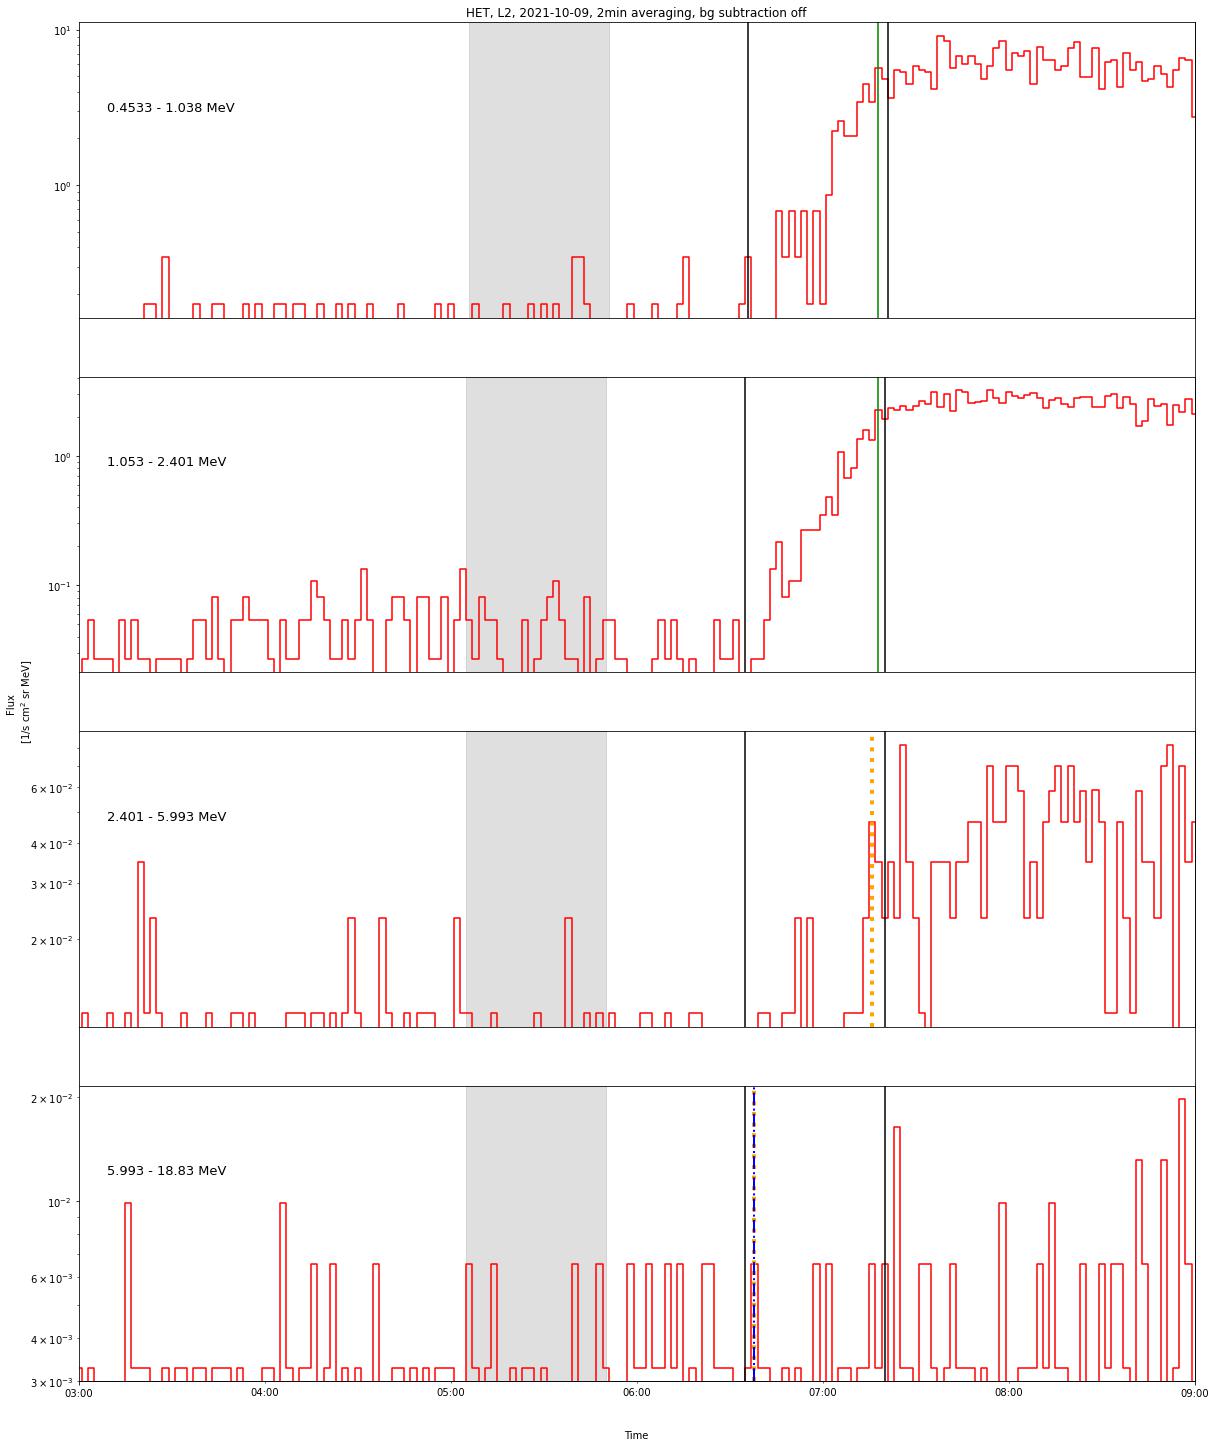 HET, L2, 2021-10-09, 2min averaging, bg subtraction off
10¹
10⁰
0.4533 - 1.038 MeV
10⁰
10⁻¹
1.053 - 2.401 MeV
Flux
[1/s cm² sr MeV]
6 × 10⁻²
4 × 10⁻²
3 × 10⁻²
2 × 10⁻²
2.401 - 5.993 MeV
2 × 10⁻²
10⁻²
6 × 10⁻³
4 × 10⁻³
3 × 10⁻³
5.993 - 18.83 MeV
03:00 04:00 05:00 06:00 07:00 08:00 09:00
Time